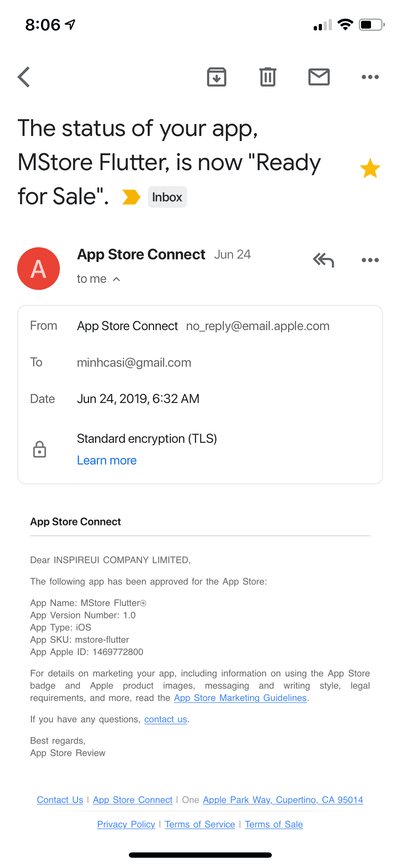 8:06
The status of your app,
MStore Flutter, is now "Ready
for Sale". Inbox
A
App Store Connect Jun 24
to me
From App Store Connect no_reply@email.apple.com
To minhcasi@gmail.com
Date Jun 24, 2019, 6:32 AM
Standard encryption (TLS)
Learn more
App Store Connect
Dear INSPIREUI COMPANY LIMITED,
The following app has been approved for the App Store:
App Name: MStore Flutter®
App Version Number: 1.0
App Type: iOS
App SKU: mstore-flutter
App Apple ID: 1469772800
For details on marketing your app, including information on using the App Store
badge and Apple product images, messaging and writing style, legal
requirements, and more, read the App Store Marketing Guidelines.
If you have any questions, contact us.
Best regards,
App Store Review
Contact Us | App Store Connect | One Apple Park Way, Cupertino, CA 95014
Privacy Policy | Terms of Service | Terms of Sale